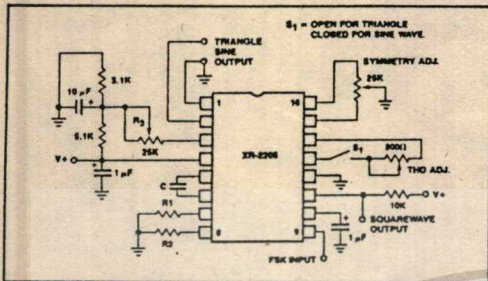 S₁ = OPEN FOR TRIANGLE
CLOSED FOR SINE WAVE.
TRIANGLE
SINE
OUTPUT
SYMMETRY ADJ.
25K
5.1K
10 μF
+
R3
5.1K
25K
V+
+
1 μF
C
R1
R2
1
8
XR-2206
16
9
S₁
THD ADJ.
10K
V+
SQUAREWAVE
OUTPUT
+
1 μF
FSK INPUT